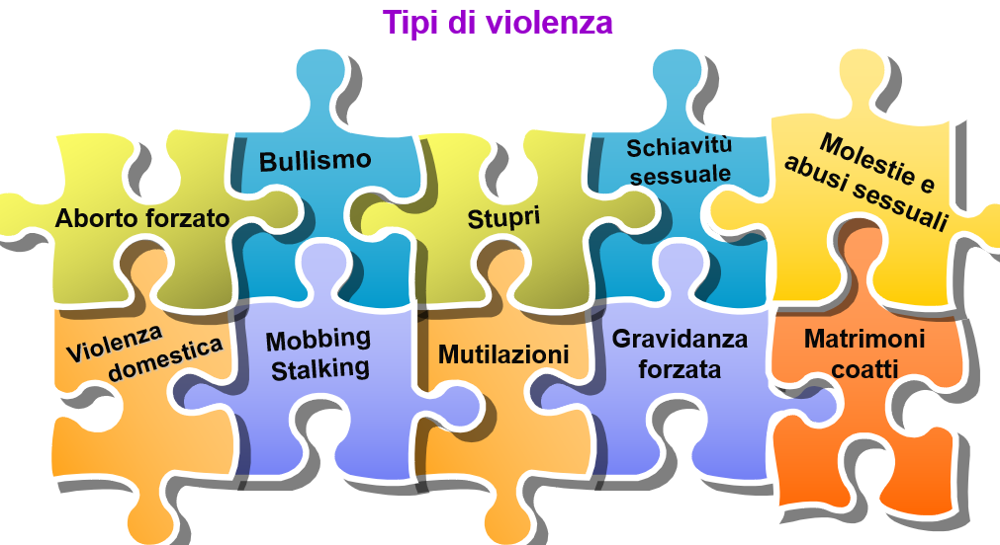 Tipi di violenza
Bullismo
Schiavitù
sessuale
Molestie e
abusi sessuali
Aborto forzato
Stupri
Violenza
domestica
Mobbing
Stalking
Mutilazioni
Gravidanza
forzata
Matrimoni
coatti